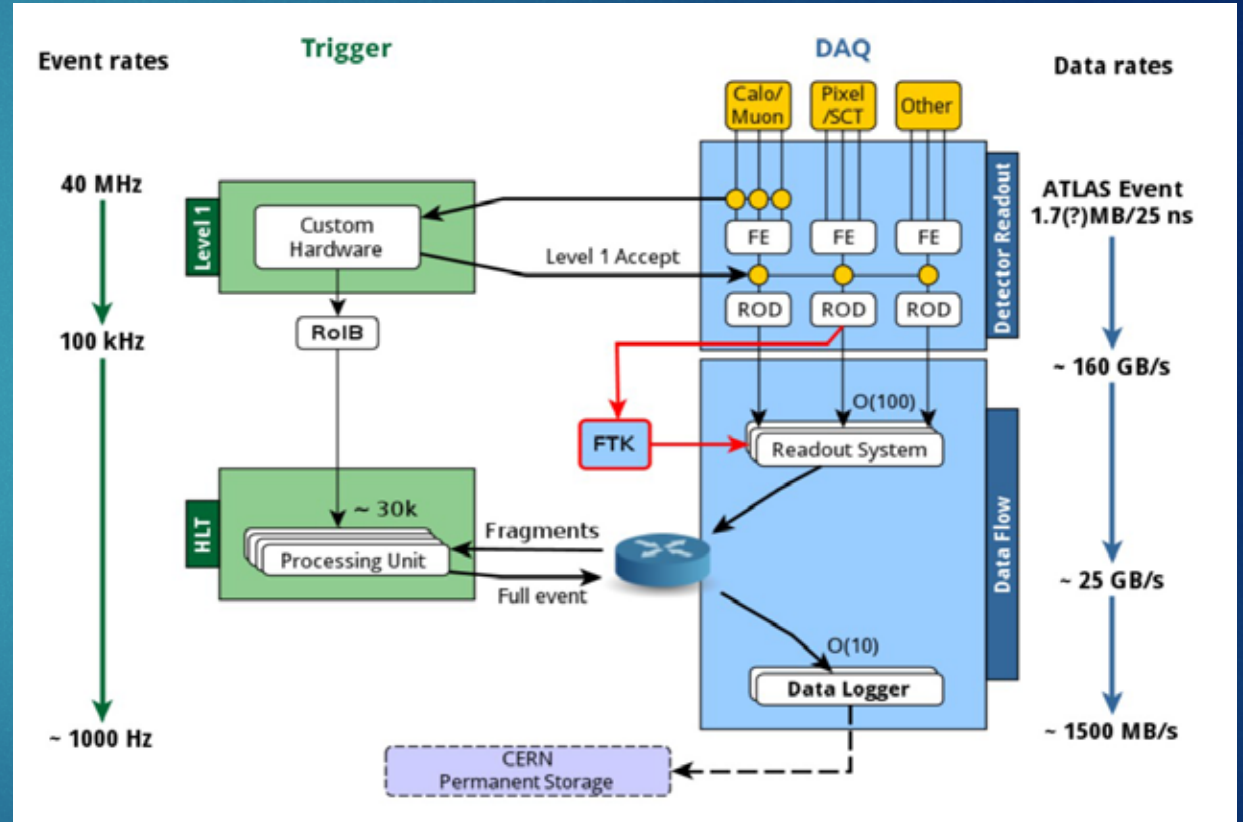 Event rates
Trigger
DAQ
Data rates
Calo/
Muon
Pixel
/SCT
Other
40 MHz
Level 1
Custom
Hardware
Level 1 Accept
FE
FE
FE
ROD
ROD
ROD
Detector Readout
ATLAS Event
1.7(?)MB/25 ns
RoIB
100 kHz
~ 160 GB/s
O(100)
FTK
Readout System
HLT
~ 30k
Processing Unit
Fragments
Full event
Data Flow
~ 25 GB/s
O(10)
Data Logger
~ 1000 Hz
~ 1500 MB/s
CERN
Permanent Storage